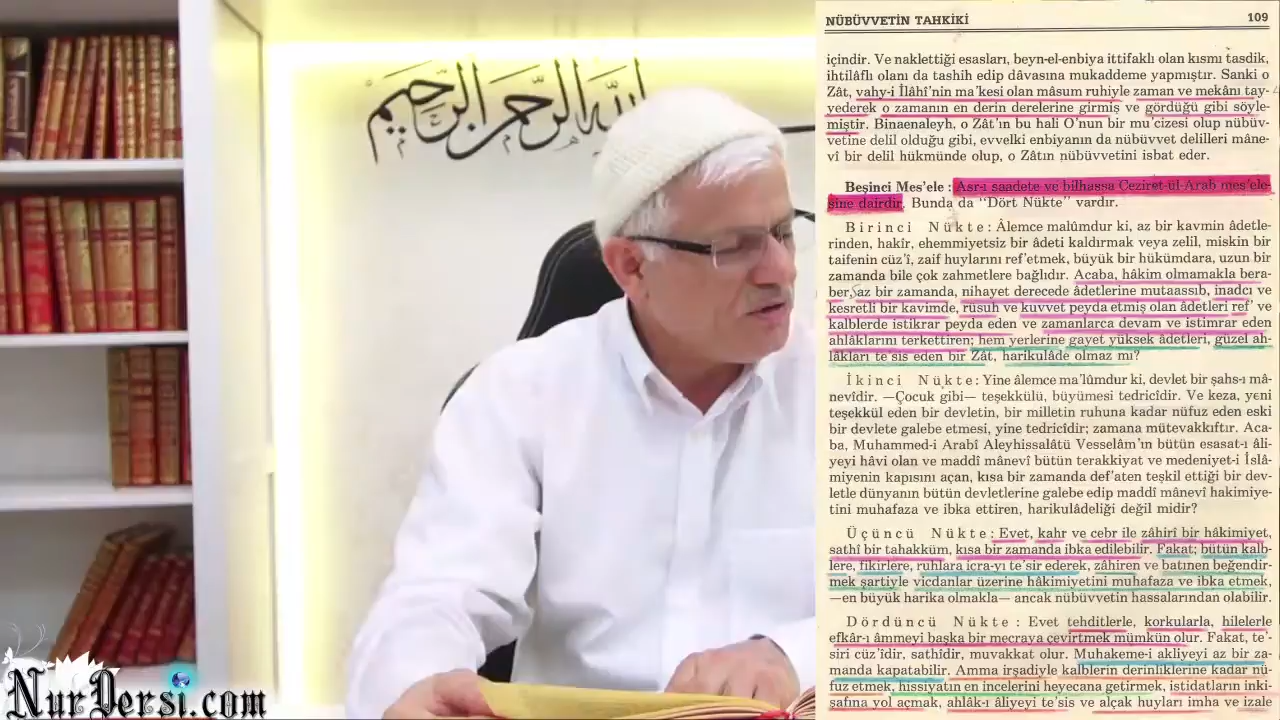 بسم الله الرحمن الرحيم
NÜBÜVVETİN TAHKİKİ 109
içindir. Ve naklettiği esasları, beyn-el-enbiya ittifaklı olan kısmı tasdik,
ihtilâflı olanı da tashih edip dâvasına mukaddeme yapmıştır. Sanki o
Zât, vahy-i İlâhî'nin ma'kesi olan mâsum ruhiyle zaman ve mekânı tay-
yederek o zamanın en derin derelerine girmiş ve gördüğü gibi söyle-
miştir. Binaenaleyh, o Zât'ın bu hali O'nun bir mu'cizesi olup nübüv-
vetine delil olduğu gibi, evvelki enbiyanın da nübüvvet delilleri mâne-
vî bir delil hükmünde olup, o Zâtın nübüvvetini isbat eder.
Beşinci Mes'ele : Asr-ı saadete ve bilhassa Ceziret-ül-Arab mes'ele-
sine dairdir. Bunda da "Dört Nükte" vardır.
Birinci Nükte : Âlemce malûmdur ki, az bir kavmin âdetle-
rinden, hakîr, ehemmiyetsiz bir âdeti kaldırmak veya zelil, miskin bir
taifenin cüz'î, zaif huylarını ref'etmek, büyük bir hükümdara, uzun bir
zamanda bile çok zahmetlere bağlıdır. Acaba, hâkim olmamakla bera-
ber, az bir zamanda, nihayet derecede âdetlerine mutaassıb, inadcı ve
kesretli bir kavimde, rüsuh ve kuvvet peyda etmiş olan âdetleri ref' ve
kalblerde istikrar peyda eden ve zamanlarca devam ve istimrar eden
ahlâklarını terkettiren; hem yerlerine gayet yüksek âdetleri, güzel ah-
lâkları te'sis eden bir Zât, harikulâde olmaz mı?
İkinci Nükte : Yine âlemce ma'lûmdur ki, devlet bir şahs-ı mâ-
nevîdir. —Çocuk gibi— teşekkülü, büyümesi tedricîdir. Ve keza, yeni
teşekkül eden bir devletin, bir milletin ruhuna kadar nüfuz eden eski
bir devlete galebe etmesi, yine tedricîdir; zamana mütevakkıftır. Aca-
ba, Muhammed-i Arabî Aleyhissalâtü Vesselâm'ın bütün esasat-ı âli-
yeyi hâvi olan ve maddî mânevî bütün terakkiyat ve medeniyet-i İslâ-
miyenin kapısını açan, kısa bir zamanda def'aten teşkil ettiği bir dev-
letle dünyanın bütün devletlerine galebe edip maddî mânevî hakimiye-
tini muhafaza ve ibka ettiren, harikulâdeliği değil midir?
Üçüncü Nükte : Evet, kahr ve cebr ile zâhirî bir hâkimiyet,
sathî bir tahakküm, kısa bir zamanda ibka edilebilir. Fakat; bütün kalb-
lere, fikirlere, ruhlara icra-yı te'sir ederek, zâhiren ve batınen beğendir-
mek şartiyle vicdanlar üzerine hâkimiyetini muhafaza ve ibka etmek,
—en büyük harika olmakla— ancak nübüvvetin hassalarından olabilir.
Dördüncü Nükte : Evet tehditlerle, korkularla, hilelerle
efkâr-ı âmmeyi başka bir mecraya çevirtmek mümkün olur. Fakat, te'-
siri cüz'îdir, sathîdir, muvakkat olur. Muhakeme-i akliyeyi az bir za-
manda kapatabilir. Amma irşadiyle kalblerin derinliklerine kadar nü-
fuz etmek, hissiyatın en incelerini heyecana getirmek, istidatların inki-
şafına yol açmak, ahlâk-ı âliyeyi te'sis ve alçak huyları imha ve izale
NurDersi.com